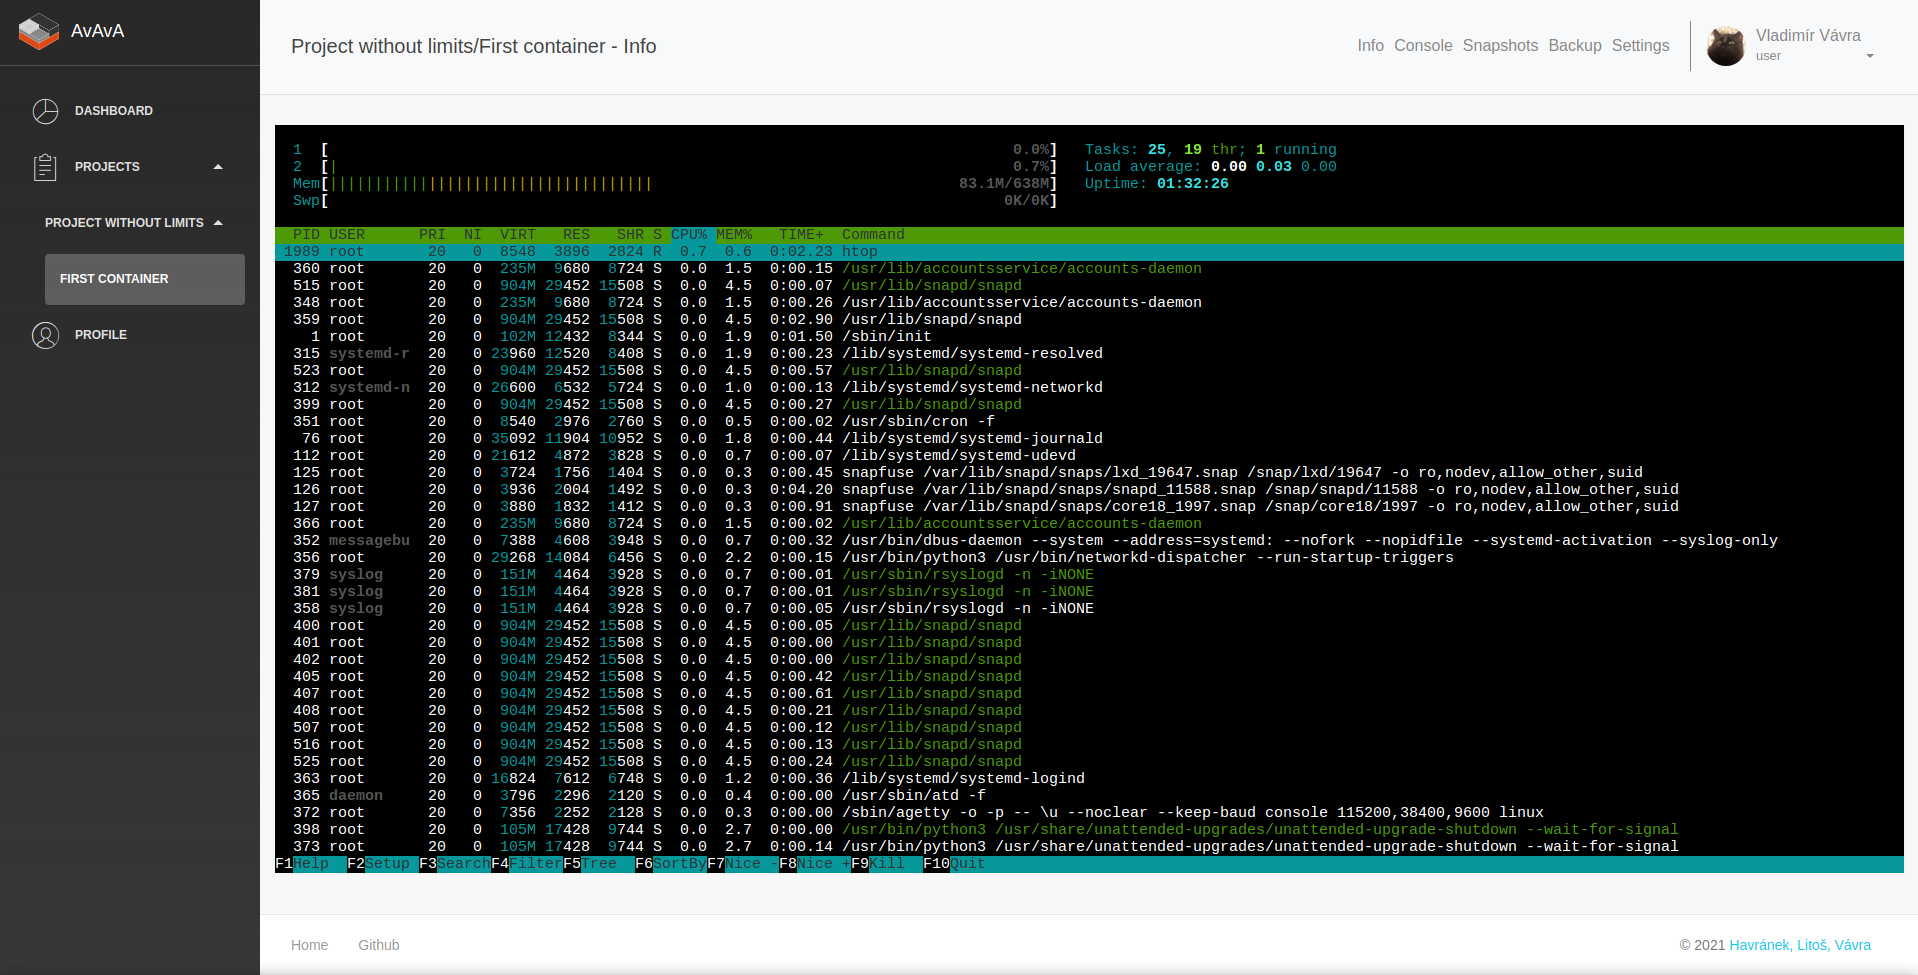 AvAvA
DASHBOARD
PROJECTS
PROJECT WITHOUT LIMITS
FIRST CONTAINER
PROFILE
Project without limits/First container - Info
Info Console Snapshots Backup Settings
Vladimír Vávra
user
1 [ 0.0%] Tasks: 25, 19 thr; 1 running
2 [| 0.7%] Load average: 0.00 0.03 0.00
Mem[|||||||||||||||||||||||||||||||||||| 83.1M/638M] Uptime: 01:32:26
Swp[ 0K/0K]
PID USER PRI NI VIRT RES SHR S CPU% MEM% TIME+ Command
1989 root 20 0 8548 3896 2824 R 0.7 0.6 0:02.23 htop
360 root 20 0 235M 9680 8724 S 0.0 1.5 0:00.15 /usr/lib/accountsservice/accounts-daemon
515 root 20 0 904M 29452 15508 S 0.0 4.5 0:00.07 /usr/lib/snapd/snapd
348 root 20 0 235M 9680 8724 S 0.0 1.5 0:00.26 /usr/lib/accountsservice/accounts-daemon
359 root 20 0 904M 29452 15508 S 0.0 4.5 0:02.90 /usr/lib/snapd/snapd
1 root 20 0 102M 12432 8344 S 0.0 1.9 0:01.50 /sbin/init
315 systemd-r 20 0 23960 12520 8408 S 0.0 1.9 0:00.23 /lib/systemd/systemd-resolved
523 root 20 0 904M 29452 15508 S 0.0 4.5 0:00.57 /usr/lib/snapd/snapd
312 systemd-n 20 0 26600 6532 5724 S 0.0 1.0 0:00.13 /lib/systemd/systemd-networkd
399 root 20 0 904M 29452 15508 S 0.0 4.5 0:00.27 /usr/lib/snapd/snapd
351 root 20 0 8540 2976 2760 S 0.0 0.5 0:00.02 /usr/sbin/cron -f
76 root 20 0 35092 11904 10952 S 0.0 1.8 0:00.44 /lib/systemd/systemd-journald
112 root 20 0 21612 4872 3828 S 0.0 0.7 0:00.07 /lib/systemd/systemd-udevd
125 root 20 0 3724 1756 1404 S 0.0 0.3 0:00.45 snapfuse /var/lib/snapd/snaps/lxd_19647.snap /snap/lxd/19647 -o ro,nodev,allow_other,suid
126 root 20 0 3936 2004 1492 S 0.0 0.3 0:04.20 snapfuse /var/lib/snapd/snaps/snapd_11588.snap /snap/snapd/11588 -o ro,nodev,allow_other,suid
127 root 20 0 3880 1832 1412 S 0.0 0.3 0:00.91 snapfuse /var/lib/snapd/snaps/core18_1997.snap /snap/core18/1997 -o ro,nodev,allow_other,suid
366 root 20 0 235M 9680 8724 S 0.0 1.5 0:00.02 /usr/lib/accountsservice/accounts-daemon
352 messagebu 20 0 7388 4608 3948 S 0.0 0.7 0:00.32 /usr/bin/dbus-daemon --system --address=systemd: --nofork --nopidfile --systemd-activation --syslog-only
356 root 20 0 29268 14084 6456 S 0.0 2.2 0:00.15 /usr/bin/python3 /usr/bin/networkd-dispatcher --run-startup-triggers
379 syslog 20 0 151M 4464 3928 S 0.0 0.7 0:00.01 /usr/sbin/rsyslogd -n -iNONE
381 syslog 20 0 151M 4464 3928 S 0.0 0.7 0:00.01 /usr/sbin/rsyslogd -n -iNONE
358 syslog 20 0 151M 4464 3928 S 0.0 0.7 0:00.05 /usr/sbin/rsyslogd -n -iNONE
400 root 20 0 904M 29452 15508 S 0.0 4.5 0:00.05 /usr/lib/snapd/snapd
401 root 20 0 904M 29452 15508 S 0.0 4.5 0:00.00 /usr/lib/snapd/snapd
402 root 20 0 904M 29452 15508 S 0.0 4.5 0:00.00 /usr/lib/snapd/snapd
405 root 20 0 904M 29452 15508 S 0.0 4.5 0:00.42 /usr/lib/snapd/snapd
407 root 20 0 904M 29452 15508 S 0.0 4.5 0:00.61 /usr/lib/snapd/snapd
408 root 20 0 904M 29452 15508 S 0.0 4.5 0:00.21 /usr/lib/snapd/snapd
507 root 20 0 904M 29452 15508 S 0.0 4.5 0:00.12 /usr/lib/snapd/snapd
516 root 20 0 904M 29452 15508 S 0.0 4.5 0:00.13 /usr/lib/snapd/snapd
525 root 20 0 904M 29452 15508 S 0.0 4.5 0:00.24 /usr/lib/snapd/snapd
363 root 20 0 16824 7612 6748 S 0.0 1.2 0:00.36 /lib/systemd/systemd-logind
365 daemon 20 0 3796 2296 2120 S 0.0 0.4 0:00.00 /usr/sbin/atd -f
372 root 20 0 7356 2252 2128 S 0.0 0.3 0:00.00 /sbin/agetty -o -p -- \u --noclear --keep-baud console 115200,38400,9600 linux
398 root 20 0 105M 17428 9744 S 0.0 2.7 0:00.00 /usr/bin/python3 /usr/share/unattended-upgrades/unattended-upgrade-shutdown --wait-for-signal
373 root 20 0 105M 17428 9744 S 0.0 2.7 0:00.14 /usr/bin/python3 /usr/share/unattended-upgrades/unattended-upgrade-shutdown --wait-for-signal
F1Help F2Setup F3SearchF4FilterF5Tree F6SortByF7Nice -F8Nice +F9Kill F10Quit
Home Github
© 2021 Havránek, Litoš, Vávra